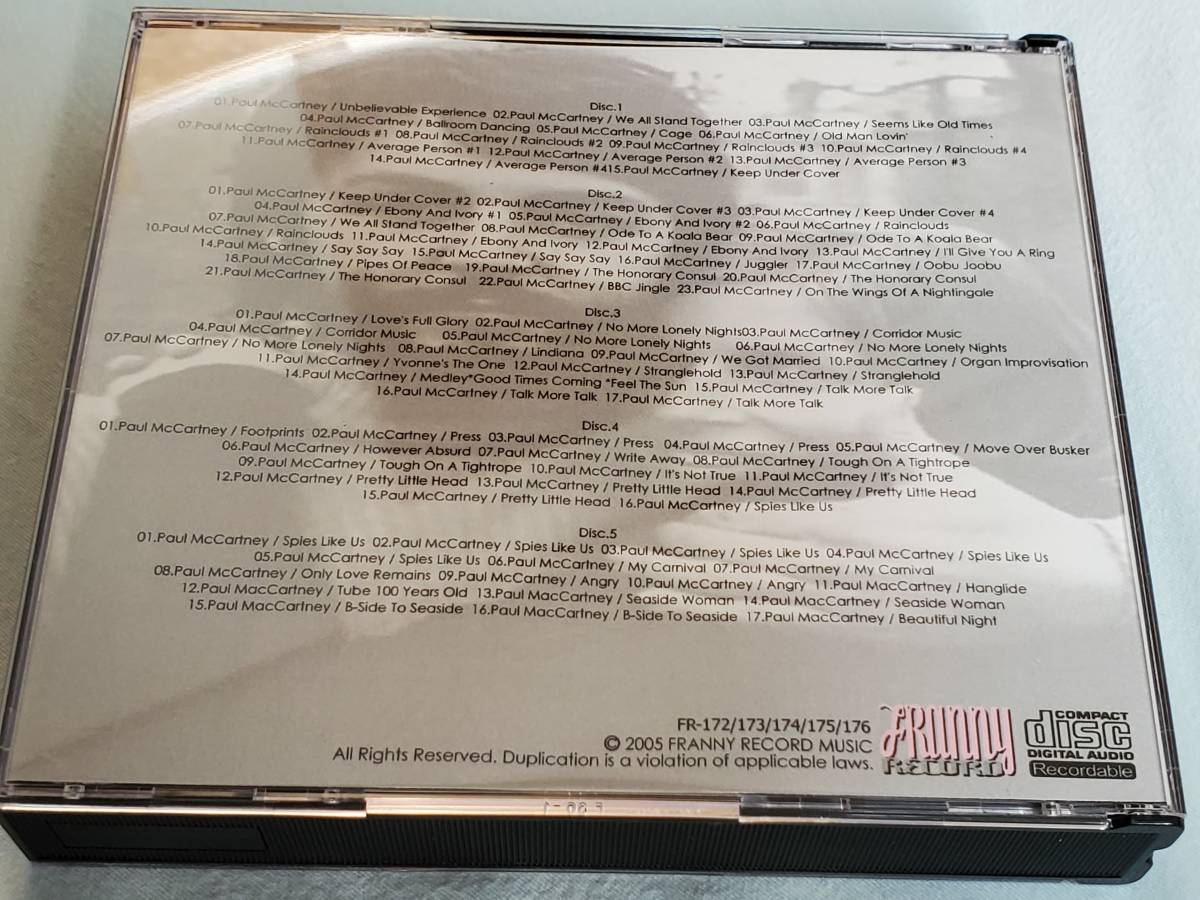 Disc.1
01.Paul McCartney / Unbelievable Experience 02.Paul McCartney / We All Stand Together 03.Paul McCartney / Seems Like Old Times
04.Paul McCartney / Ballroom Dancing 05.Paul McCartney / Cage 06.Paul McCartney / Old Man Lovin'
07.Paul McCartney / Rainclouds #1 08.Paul McCartney / Rainclouds #2 09.Paul McCartney / Rainclouds #3 10.Paul McCartney / Rainclouds #4
11.Paul McCartney / Average Person #1 12.Paul McCartney / Average Person #2 13.Paul McCartney / Average Person #3
14.Paul McCartney / Average Person #415.Paul McCartney / Keep Under Cover
Disc.2
01.Paul McCartney / Keep Under Cover #2 02.Paul McCartney / Keep Under Cover #3 03.Paul McCartney / Keep Under Cover #4
04.Paul McCartney / Ebony And Ivory #1 05.Paul McCartney / Ebony And Ivory #2 06.Paul McCartney / Rainclouds
07.Paul McCartney / We All Stand Together 08.Paul McCartney / Ode To A Koala Bear 09.Paul McCartney / Ode To A Koala Bear
10.Paul McCartney / Rainclouds 11.Paul McCartney / Ebony And Ivory 12.Paul McCartney / Ebony And Ivory 13.Paul McCartney / I'll Give You A Ring
14.Paul McCartney / Say Say Say 15.Paul McCartney / Say Say Say 16.Paul McCartney / Juggler 17.Paul McCartney / Oobu Joobu
18.Paul McCartney / Pipes Of Peace 19.Paul McCartney / The Honorary Consul 20.Paul McCartney / The Honorary Consul
21.Paul McCartney / The Honorary Consul 22.Paul McCartney / BBC Jingle 23.Paul McCartney / On The Wings Of A Nightingale
Disc.3
01.Paul McCartney / Love's Full Glory 02.Paul McCartney / No More Lonely Nights03.Paul McCartney / Corridor Music
04.Paul McCartney / Corridor Music 05.Paul McCartney / No More Lonely Nights 06.Paul McCartney / No More Lonely Nights
07.Paul McCartney / No More Lonely Nights 08.Paul McCartney / Lindiana 09.Paul McCartney / We Got Married 10.Paul McCartney / Organ Improvisation
11.Paul McCartney / Yvonne's The One 12.Paul McCartney / Stranglehold 13.Paul McCartney / Stranglehold
14.Paul McCartney / Medley*Good Times Coming *Feel The Sun 15.Paul McCartney / Talk More Talk
16.Paul McCartney / Talk More Talk 17.Paul McCartney / Talk More Talk
Disc.4
01.Paul McCartney / Footprints 02.Paul McCartney / Press 03.Paul McCartney / Press 04.Paul McCartney / Press 05.Paul McCartney / Move Over Busker
06.Paul McCartney / However Absurd 07.Paul McCartney / Write Away 08.Paul McCartney / Tough On A Tightrope
09.Paul McCartney / Tough On A Tightrope 10.Paul McCartney / It's Not True 11.Paul McCartney / It's Not True
12.Paul McCartney / Pretty Little Head 13.Paul McCartney / Pretty Little Head 14.Paul McCartney / Pretty Little Head
15.Paul McCartney / Pretty Little Head 16.Paul McCartney / Spies Like Us
Disc.5
01.Paul McCartney / Spies Like Us 02.Paul McCartney / Spies Like Us 03.Paul McCartney / Spies Like Us 04.Paul McCartney / Spies Like Us
05.Paul McCartney / Spies Like Us 06.Paul McCartney / My Carnival 07.Paul McCartney / My Carnival
08.Paul McCartney / Only Love Remains 09.Paul McCartney / Angry 10.Paul McCartney / Angry 11.Paul MacCartney / Hanglide
12.Paul MacCartney / Tube 100 Years Old 13.Paul MacCartney / Seaside Woman 14.Paul MacCartney / Seaside Woman
15.Paul MacCartney / B-Side To Seaside 16.Paul MacCartney / B-Side To Seaside 17.Paul MacCartney / Beautiful Night
FR-172/173/174/175/176
© 2005 FRANNY RECORD MUSIC
All Rights Reserved. Duplication is a violation of applicable laws.
FRanny
RECORD
COMPACT
disc
DIGITAL AUDIO
Recordable